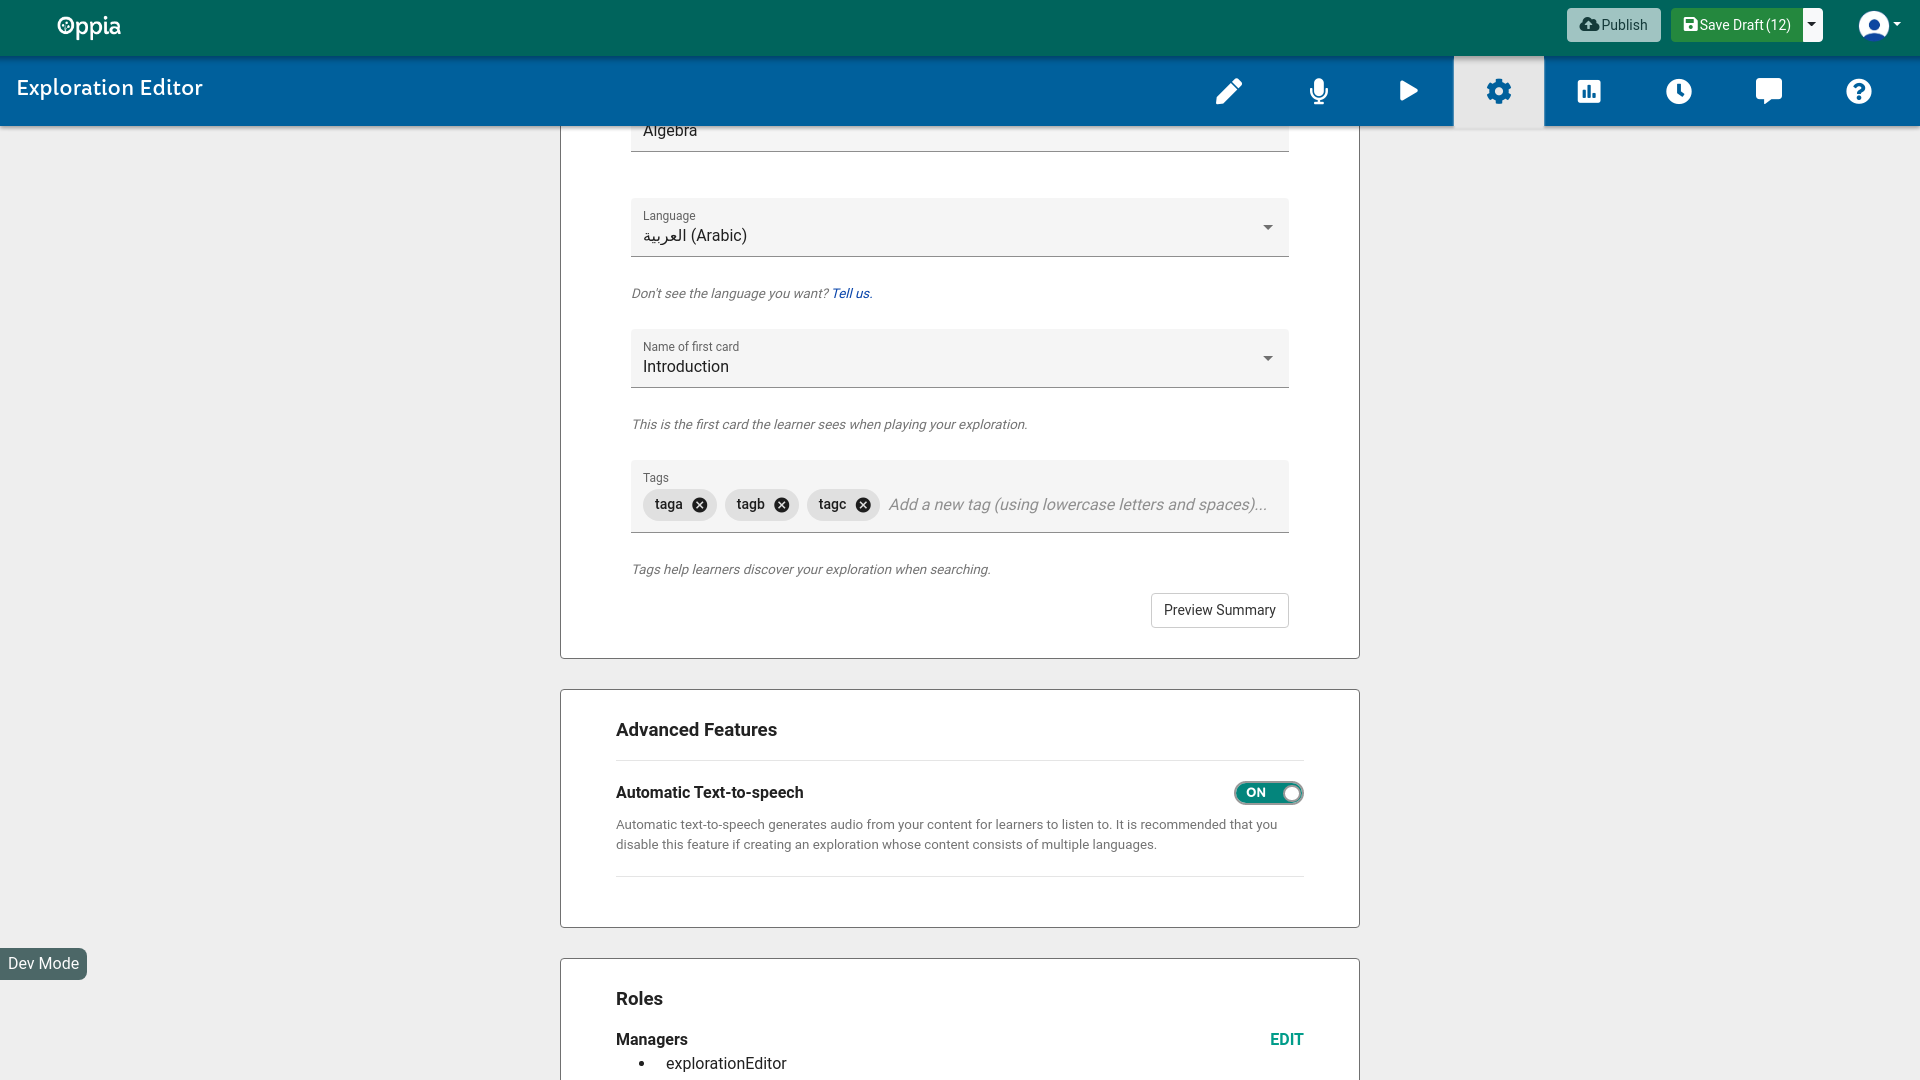 Oppia
Publish
Save Draft (12)
Exploration Editor
Algebra
Language
العربية (Arabic)
Don't see the language you want? Tell us.
Name of first card
Introduction
This is the first card the learner sees when playing your exploration.
Tags
taga tagb tagc Add a new tag (using lowercase letters and spaces)...
Tags help learners discover your exploration when searching.
Preview Summary
Advanced Features
Automatic Text-to-speech
ON
Automatic text-to-speech generates audio from your content for learners to listen to. It is recommended that you
disable this feature if creating an exploration whose content consists of multiple languages.
Dev Mode
Roles
Managers
EDIT
explorationEditor